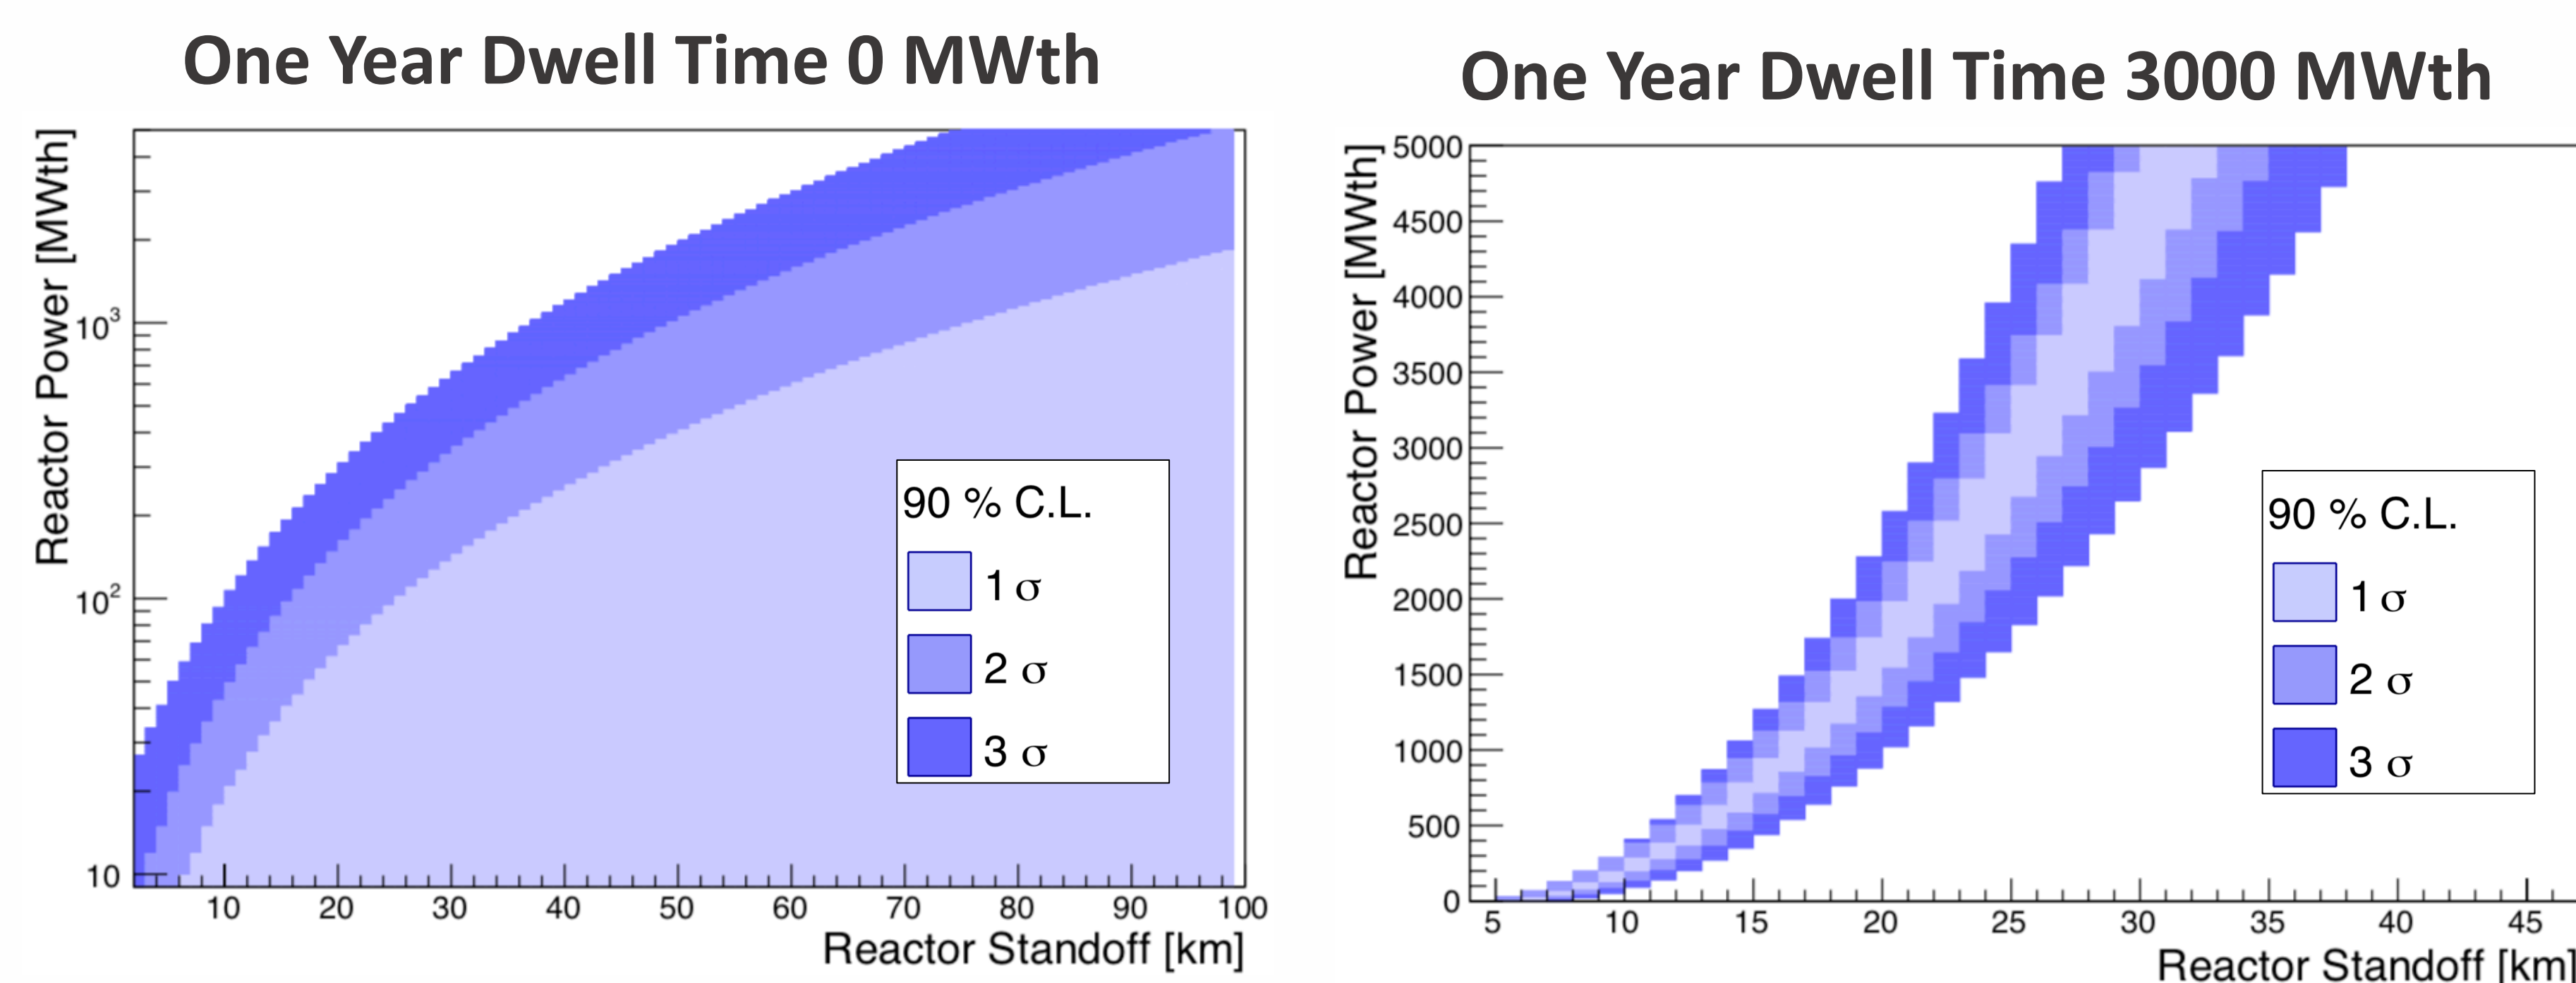 One Year Dwell Time 0 MWth
Reactor Power [MWth]
10³
10²
10
90 % C.L.
1 σ
2 σ
3 σ
10 20 30 40 50 60 70 80 90 100
Reactor Standoff [km]
One Year Dwell Time 3000 MWth
Reactor Power [MWth]
5000
4500
4000
3500
3000
2500
2000
1500
1000
500
0
90 % C.L.
1 σ
2 σ
3 σ
5 10 15 20 25 30 35 40 45
Reactor Standoff [km]